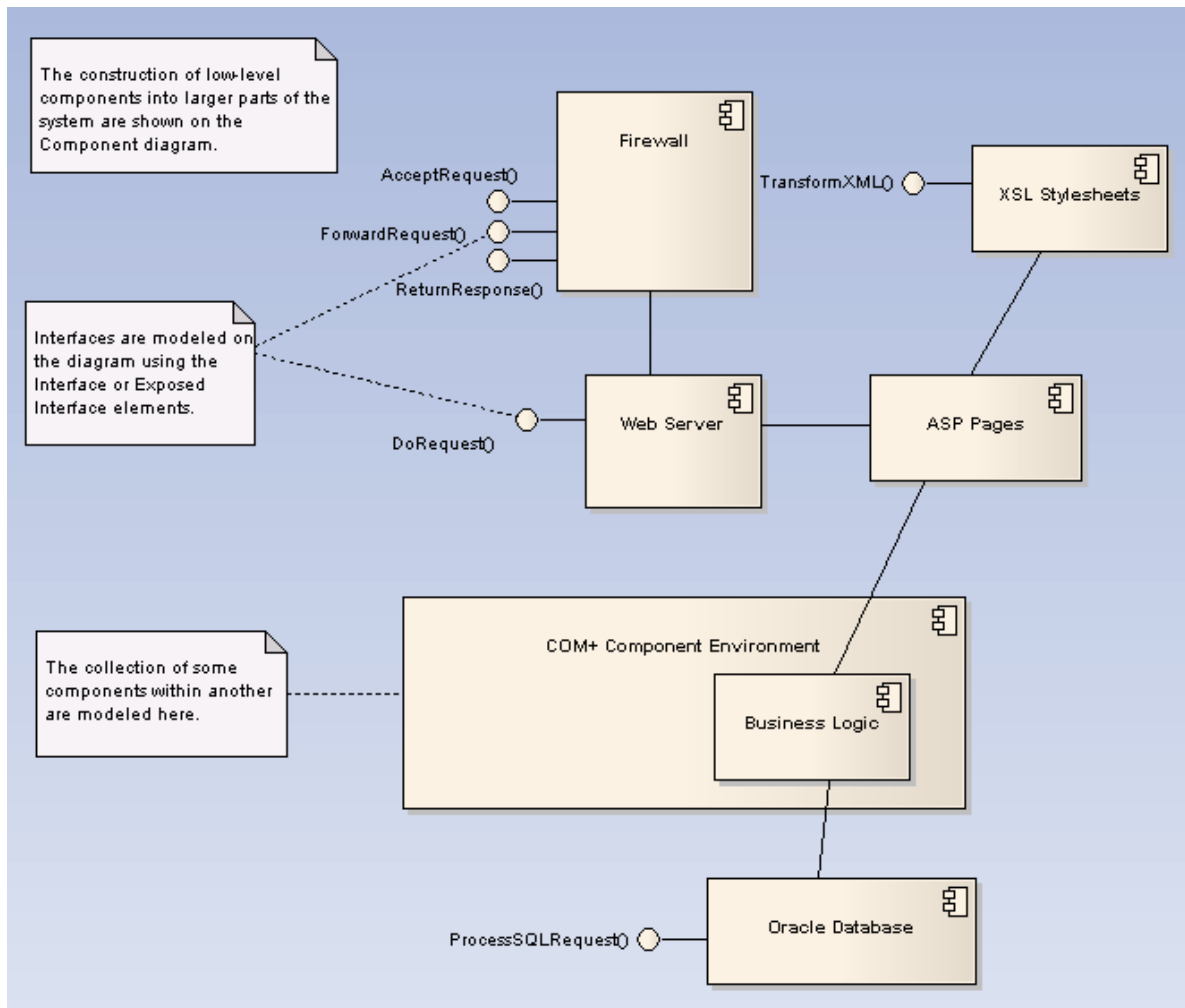 The construction of low-level
components into larger parts of the
system are shown on the
Component diagram.
Firewall
AcceptRequest()
ForwardRequest()
ReturnResponse()
TransformXML()
XSL Stylesheets
Interfaces are modeled on
the diagram using the
Interface or Exposed
Interface elements.
DoRequest()
Web Server
ASP Pages
The collection of some
components within another
are modeled here.
COM+ Component Environment
Business Logic
ProcessSQLRequest()
Oracle Database